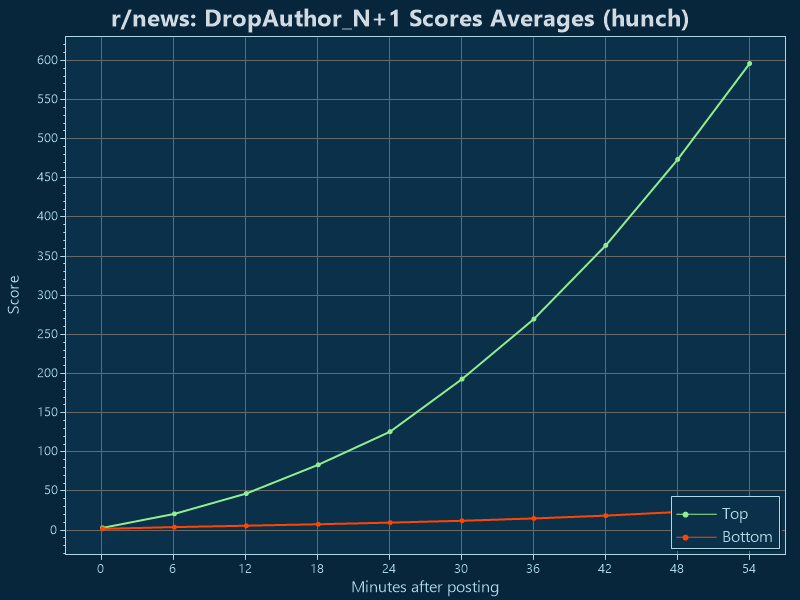 r/news: DropAuthor_N+1 Scores Averages (hunch)
600
550
500
450
400
350
300
250
200
150
100
50
0
Score
Top
Bottom
0 6 12 18 24 30 36 42 48 54
Minutes after posting